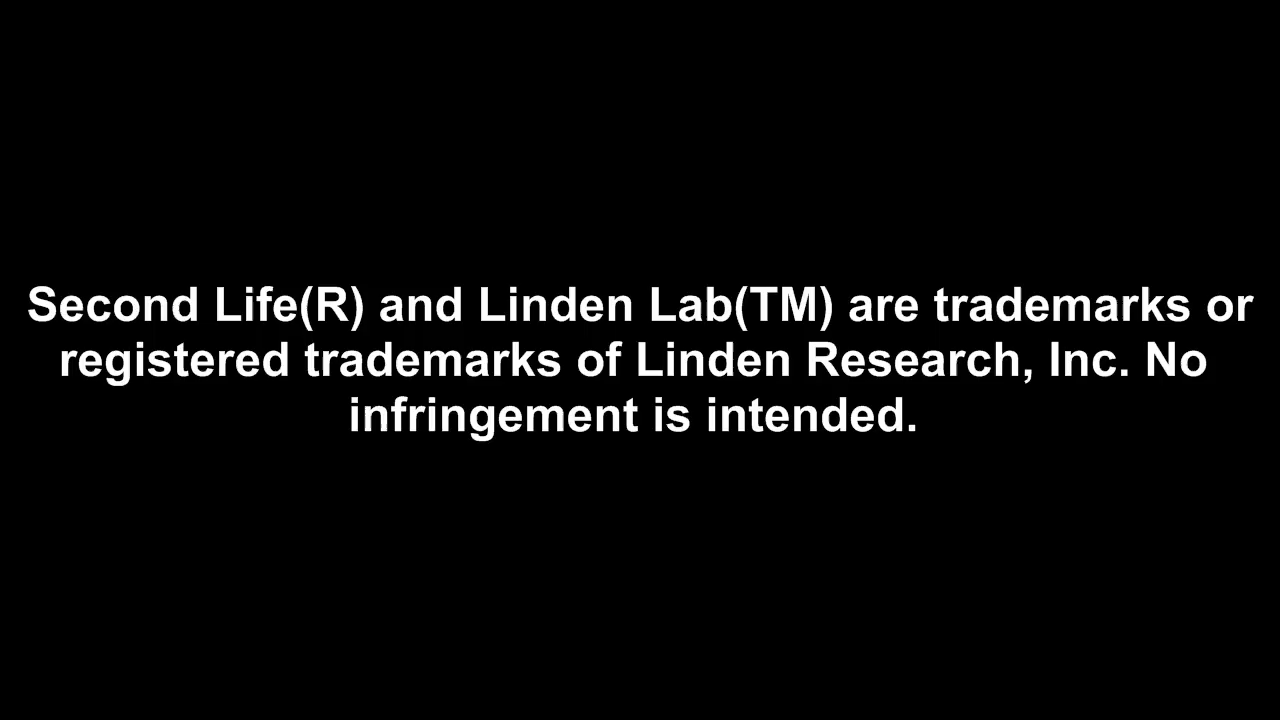 Second Life(R) and Linden Lab(TM) are trademarks or
registered trademarks of Linden Research, Inc. No
infringement is intended.